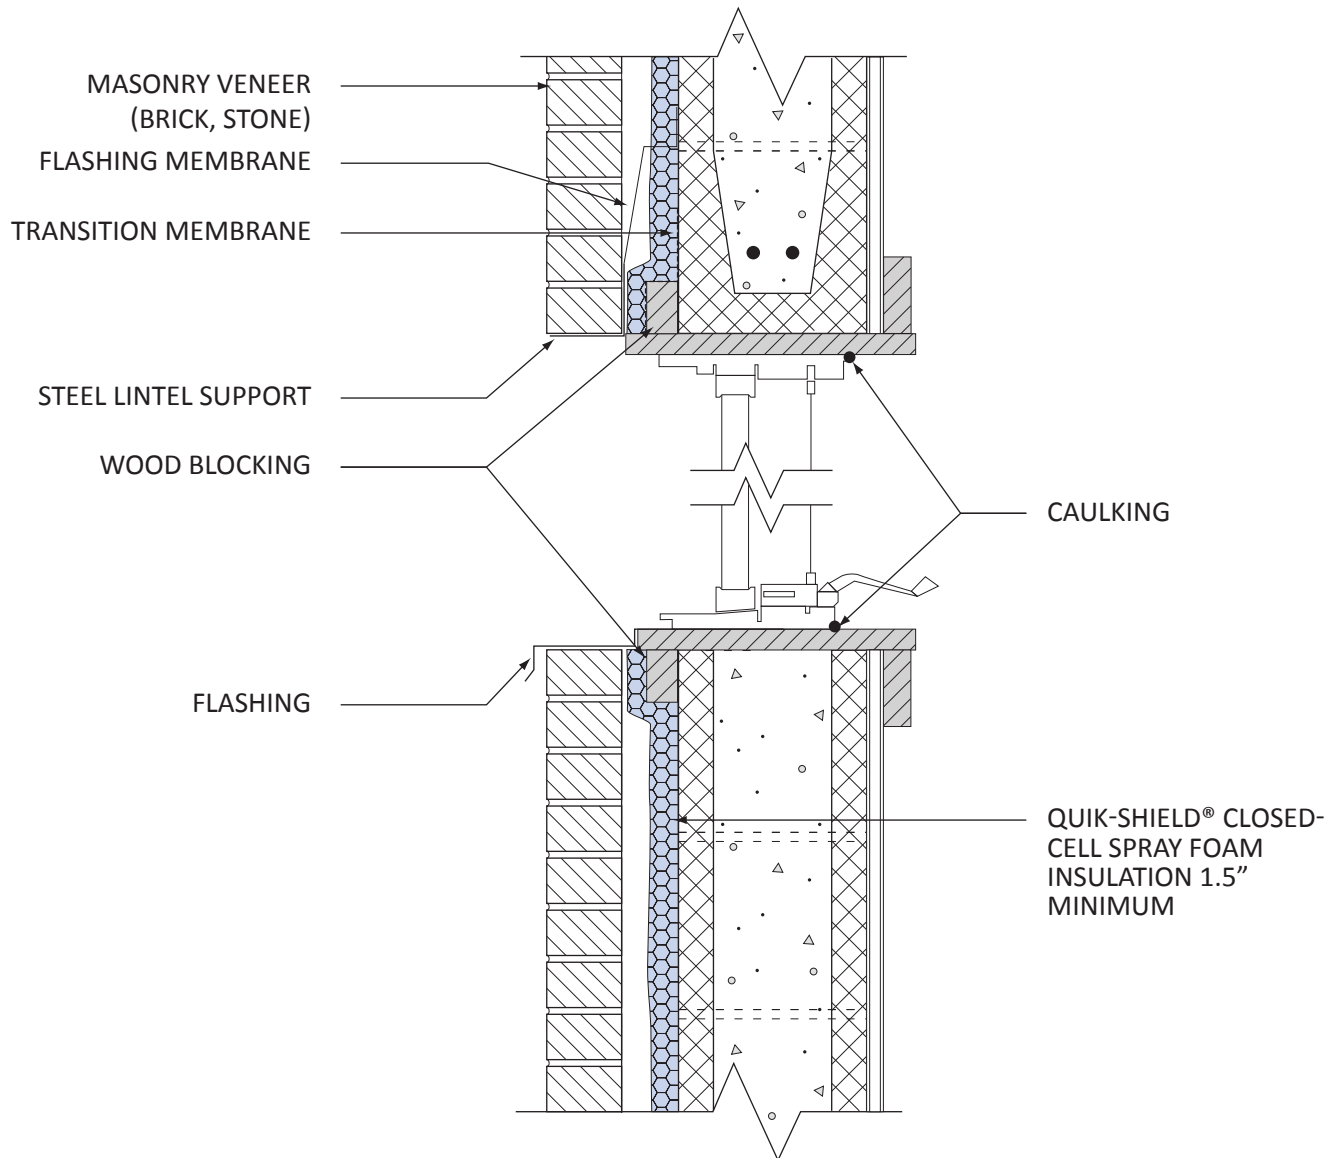 MASONRY VENEER
(BRICK, STONE)
FLASHING MEMBRANE
TRANSITION MEMBRANE
STEEL LINTEL SUPPORT
WOOD BLOCKING
CAULKING
FLASHING
QUIK-SHIELD® CLOSED-
CELL SPRAY FOAM
INSULATION 1.5”
MINIMUM